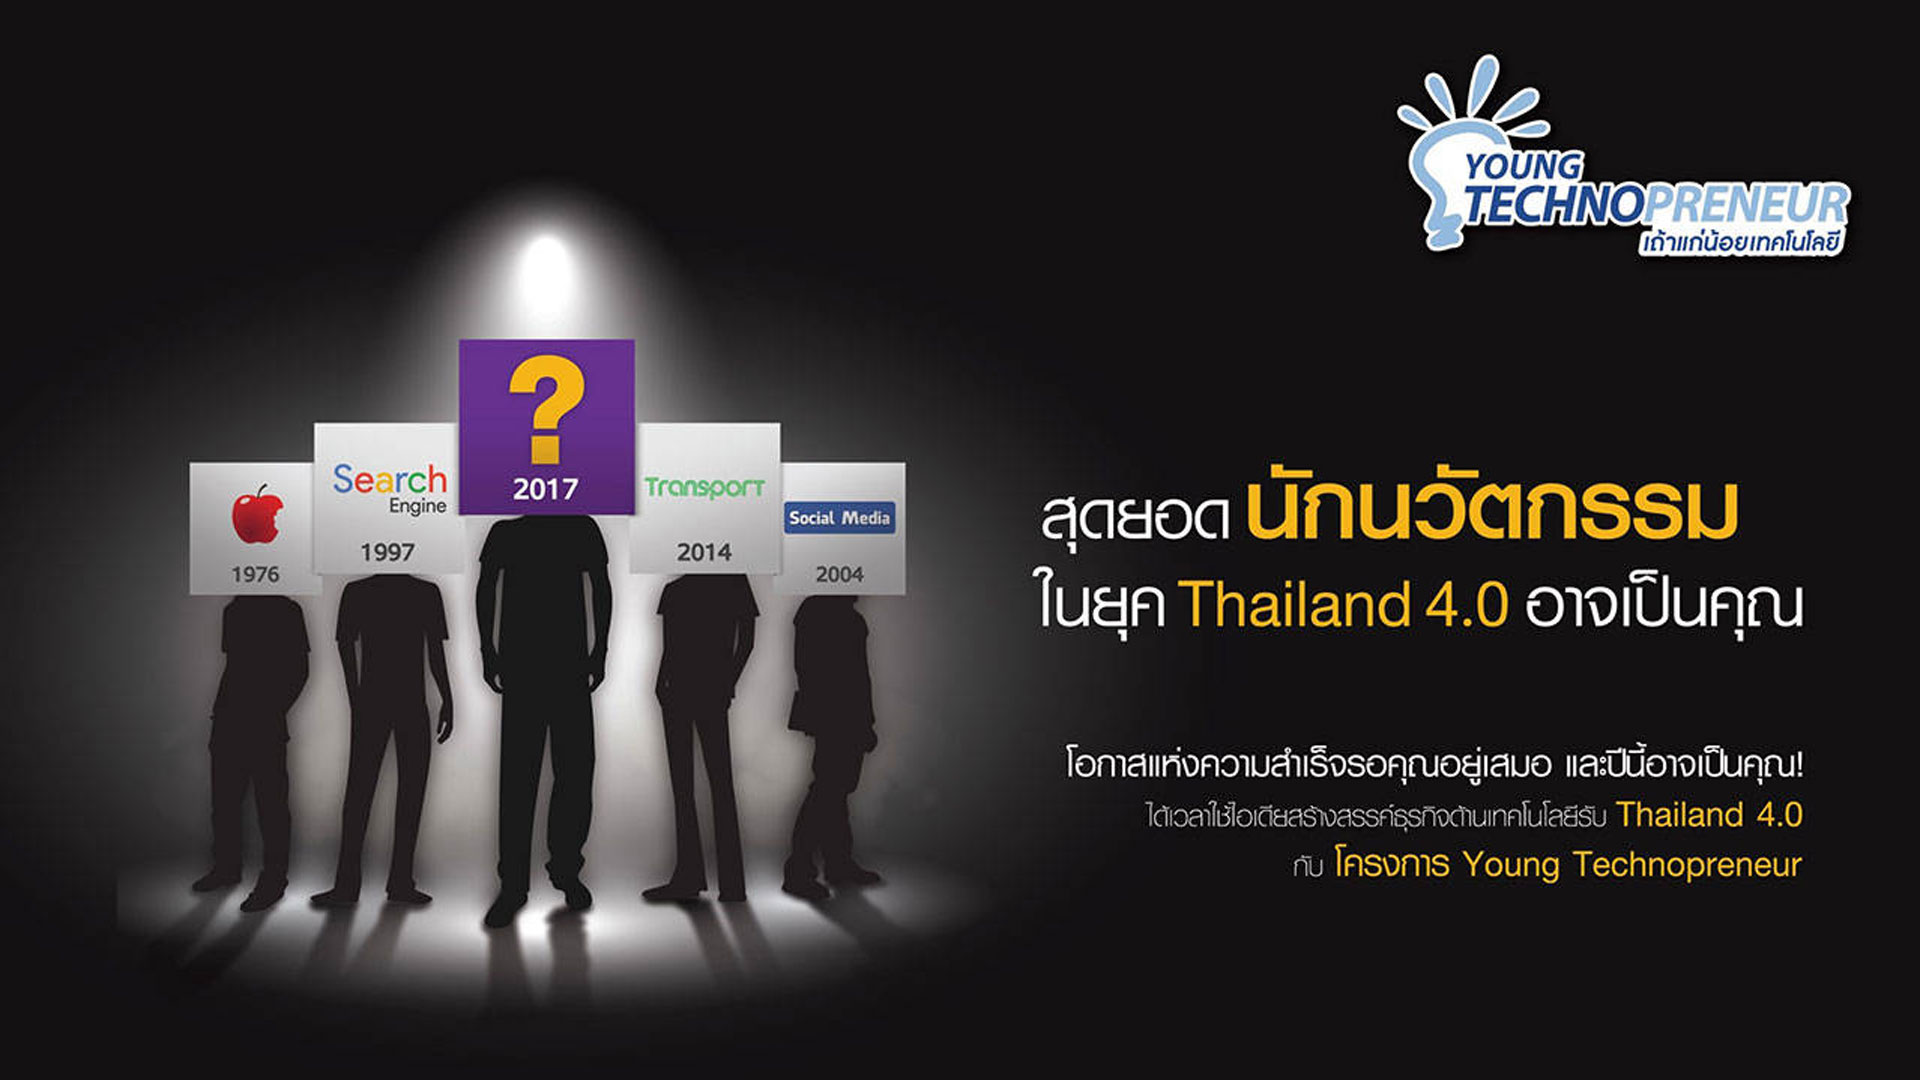 YOUNG
TECHNOPRENEUR
เถ้าแก่น้อยเทคโนโลยี
?
2017
Search
Engine
1997
Transport
2014
1976
Social Media
2004
สุดยอด นักนวัตกรรม
ในยุค Thailand 4.0 อาจเป็นคุณ
โอกาสแห่งความสำเร็จรอคุณอยู่เสมอ และปีนี้อาจเป็นคุณ!
ได้เวลาใช้ไอเดียสร้างสรรค์ธุรกิจด้านเทคโนโลยีรับ Thailand 4.0
กับ โครงการ Young Technopreneur